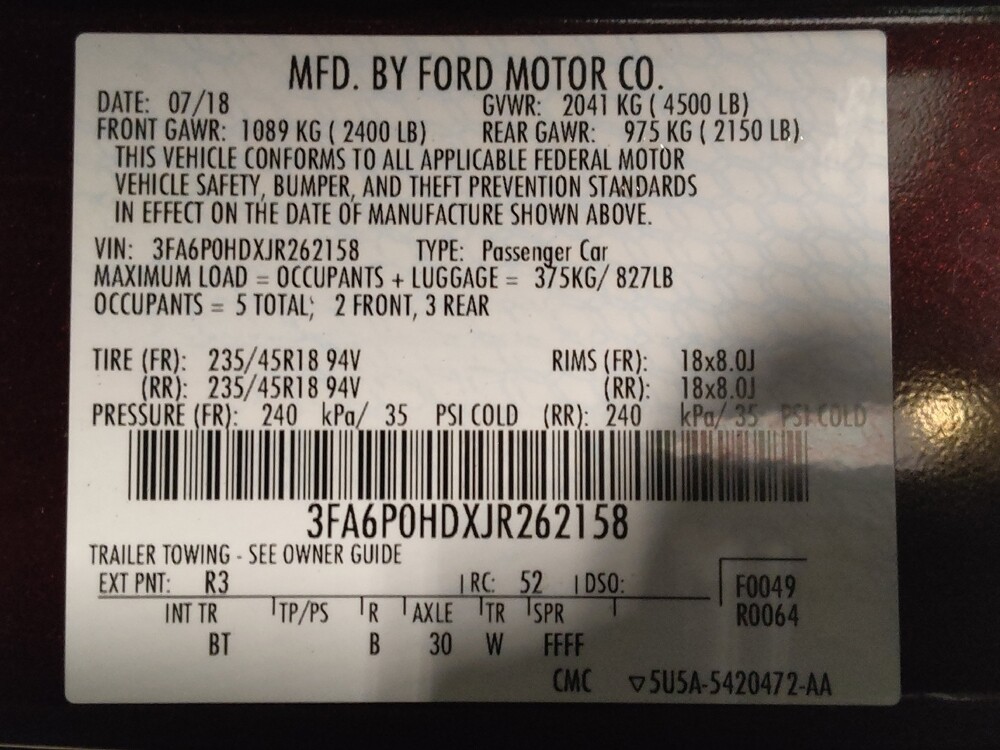 MFD. BY FORD MOTOR CO.
DATE: 07/18 GVWR: 2041 KG ( 4500 LB)
FRONT GAWR: 1089 KG ( 2400 LB) REAR GAWR: 975 KG ( 2150 LB).
THIS VEHICLE CONFORMS TO ALL APPLICABLE FEDERAL MOTOR
VEHICLE SAFETY, BUMPER, AND THEFT PREVENTION STANDARDS
IN EFFECT ON THE DATE OF MANUFACTURE SHOWN ABOVE.
VIN: 3FA6P0HDXJR262158 TYPE: Passenger Car
MAXIMUM LOAD = OCCUPANTS + LUGGAGE = 375KG/ 827LB
OCCUPANTS = 5 TOTAL; 2 FRONT, 3 REAR
TIRE (FR): 235/45R18 94V RIMS (FR): 18x8.0J
(RR): 235/45R18 94V (RR): 18x8.0J
PRESSURE (FR): 240 kPa/ 35 PSI COLD (RR): 240 kPa/ 35 PSI COLD
3FA6P0HDXJR262158
TRAILER TOWING - SEE OWNER GUIDE
EXT PNT: R3 RC: 52 DSO: F0049
INT TR TP/PS R AXLE TR SPR R0064
BT B 30 W FFFF
CMC ▽5U5A-5420472-AA